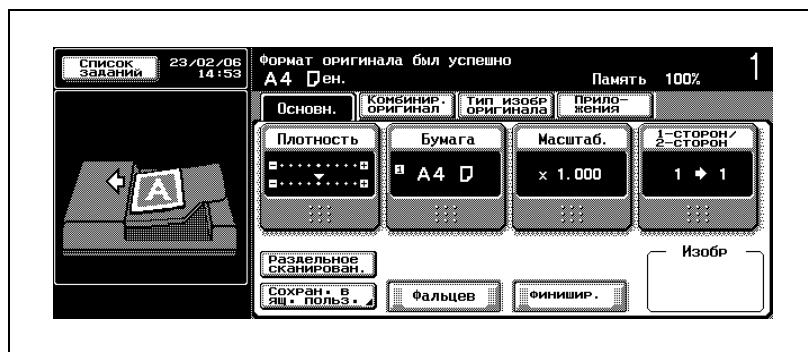 Список
заданий
23/02/06
14:53
Формат оригинала был успешно
A4 ен.
Память 100%
1
Основн.
Комбинир.
оригинал
Тип изобр
оригинала
Прило-
жения
Плотность
Бумага
Масштаб.
1-сторон/
2-сторон
1 A4
× 1.000
1 → 1
A
Раздельное
сканирован.
Сохран. в
ящ. польз.
Фальцев
Финишир.
Изобр